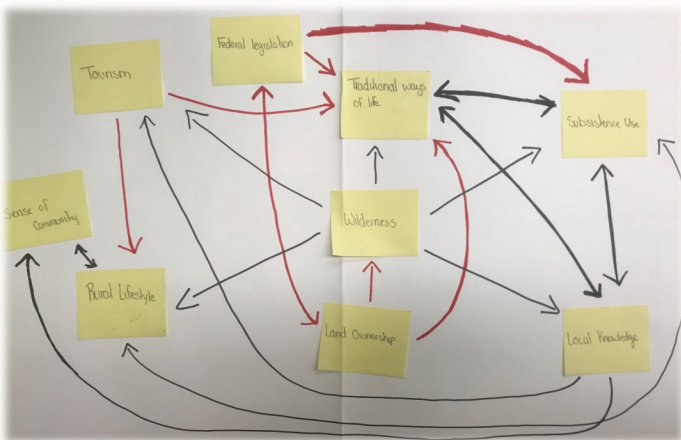 Federal legislation
Tourism
Traditional ways
of life
Subsistence Use
Sense of
Community
Wilderness
Rural Lifestyle
Land Ownership
Local Knowledge